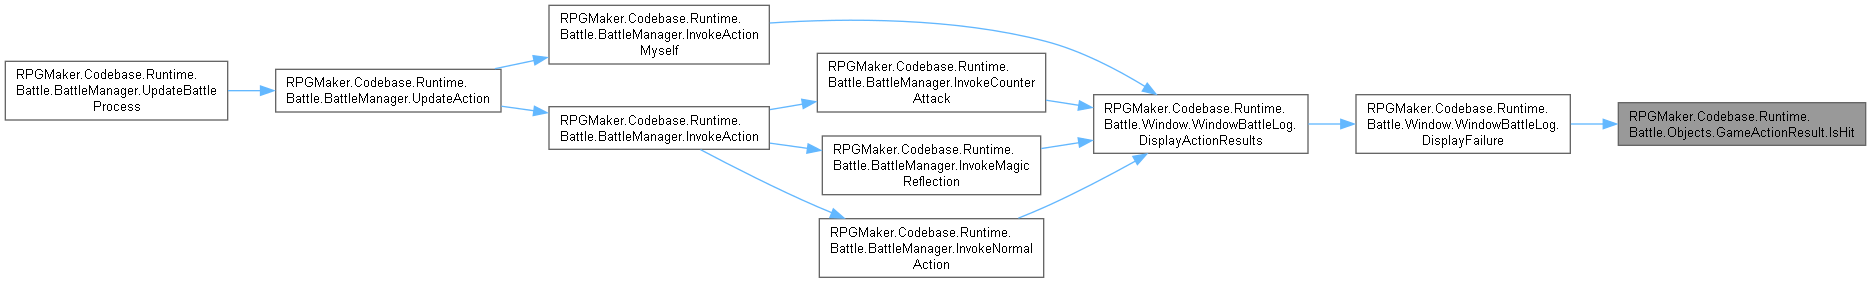 RPGMaker.Codebase.Runtime.
Battle.BattleManager.UpdateBattle
Process
RPGMaker.Codebase.Runtime.
Battle.BattleManager.UpdateAction
RPGMaker.Codebase.Runtime.
Battle.BattleManager.InvokeAction
Myself
RPGMaker.Codebase.Runtime.
Battle.BattleManager.InvokeAction
RPGMaker.Codebase.Runtime.
Battle.BattleManager.InvokeCounter
Attack
RPGMaker.Codebase.Runtime.
Battle.BattleManager.InvokeMagic
Reflection
RPGMaker.Codebase.Runtime.
Battle.BattleManager.InvokeNormal
Action
RPGMaker.Codebase.Runtime.
Battle.Window.WindowBattleLog.
DisplayActionResults
RPGMaker.Codebase.Runtime.
Battle.Window.WindowBattleLog.
DisplayFailure
RPGMaker.Codebase.Runtime.
Battle.Objects.GameActionResult.IsHit